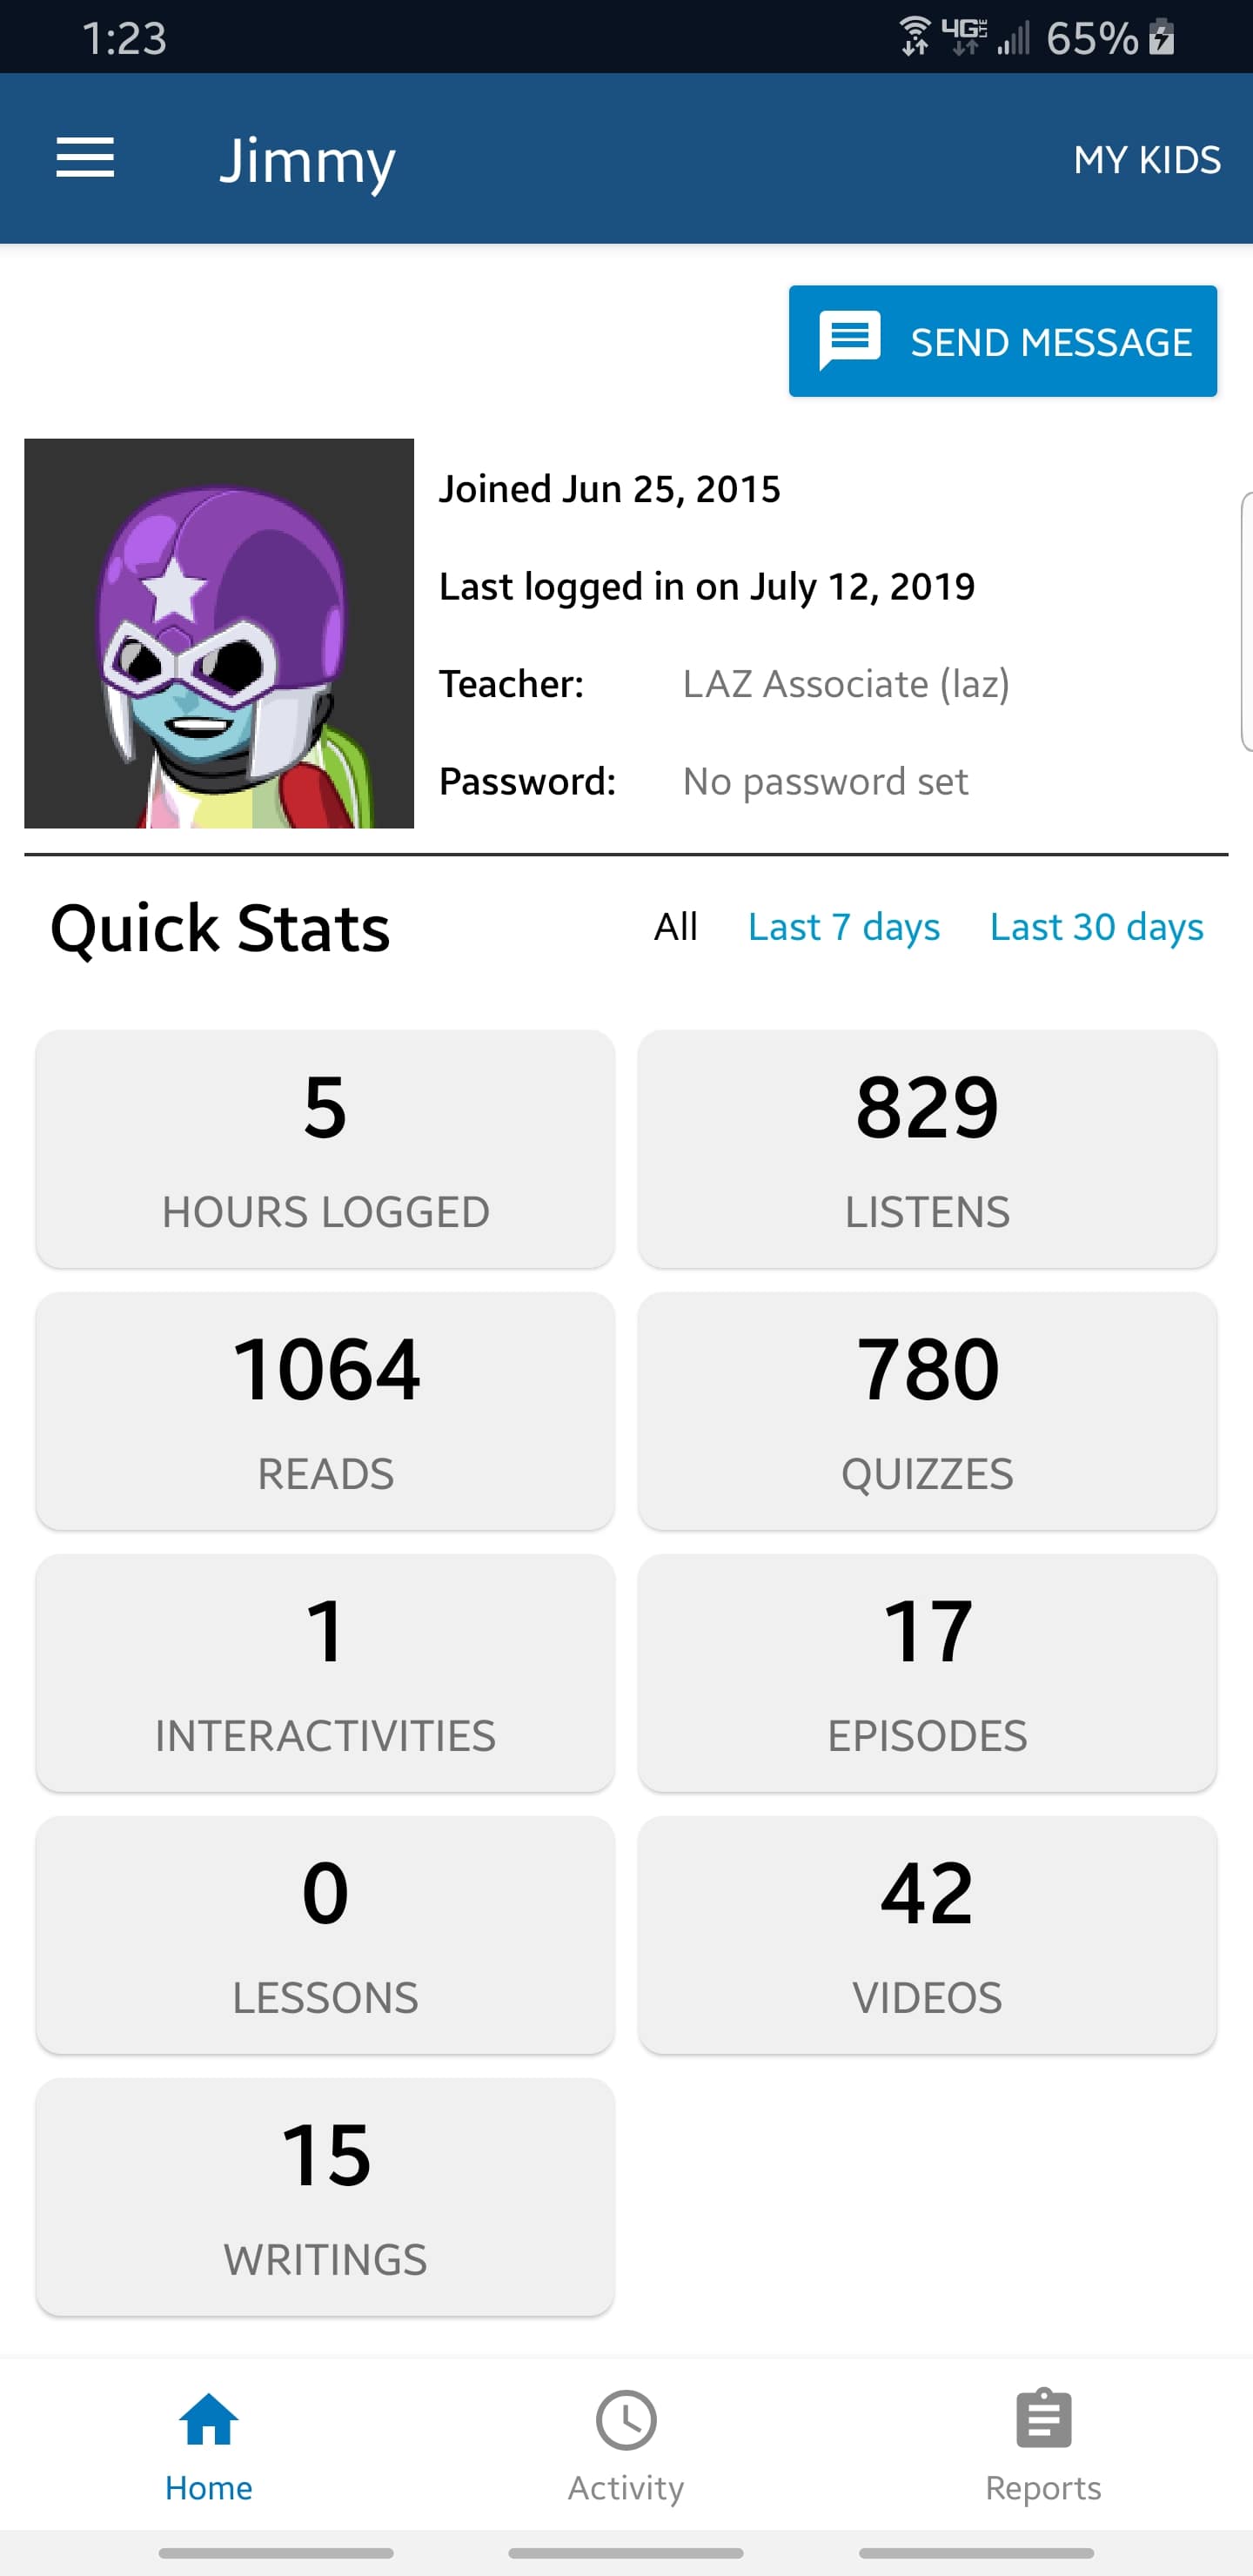 1:23 4G LTE 65%
Jimmy MY KIDS
SEND MESSAGE
Joined Jun 25, 2015
Last logged in on July 12, 2019
Teacher: LAZ Associate (laz)
Password: No password set
Quick Stats All Last 7 days Last 30 days
5 829
HOURS LOGGED LISTENS
1064 780
READS QUIZZES
1 17
INTERACTIVITIES EPISODES
0 42
LESSONS VIDEOS
15
WRITINGS
Home Activity Reports